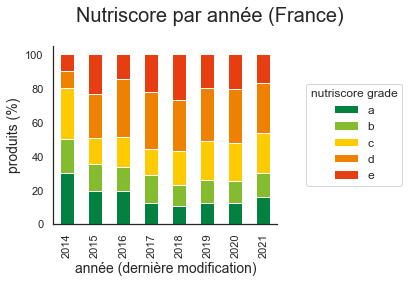 Nutriscore par année (France)
produits (%)
100
80
60
40
20
0
2014 2015 2016 2017 2018 2019 2020 2021
année (dernière modification)
nutriscore grade
a
b
c
d
e